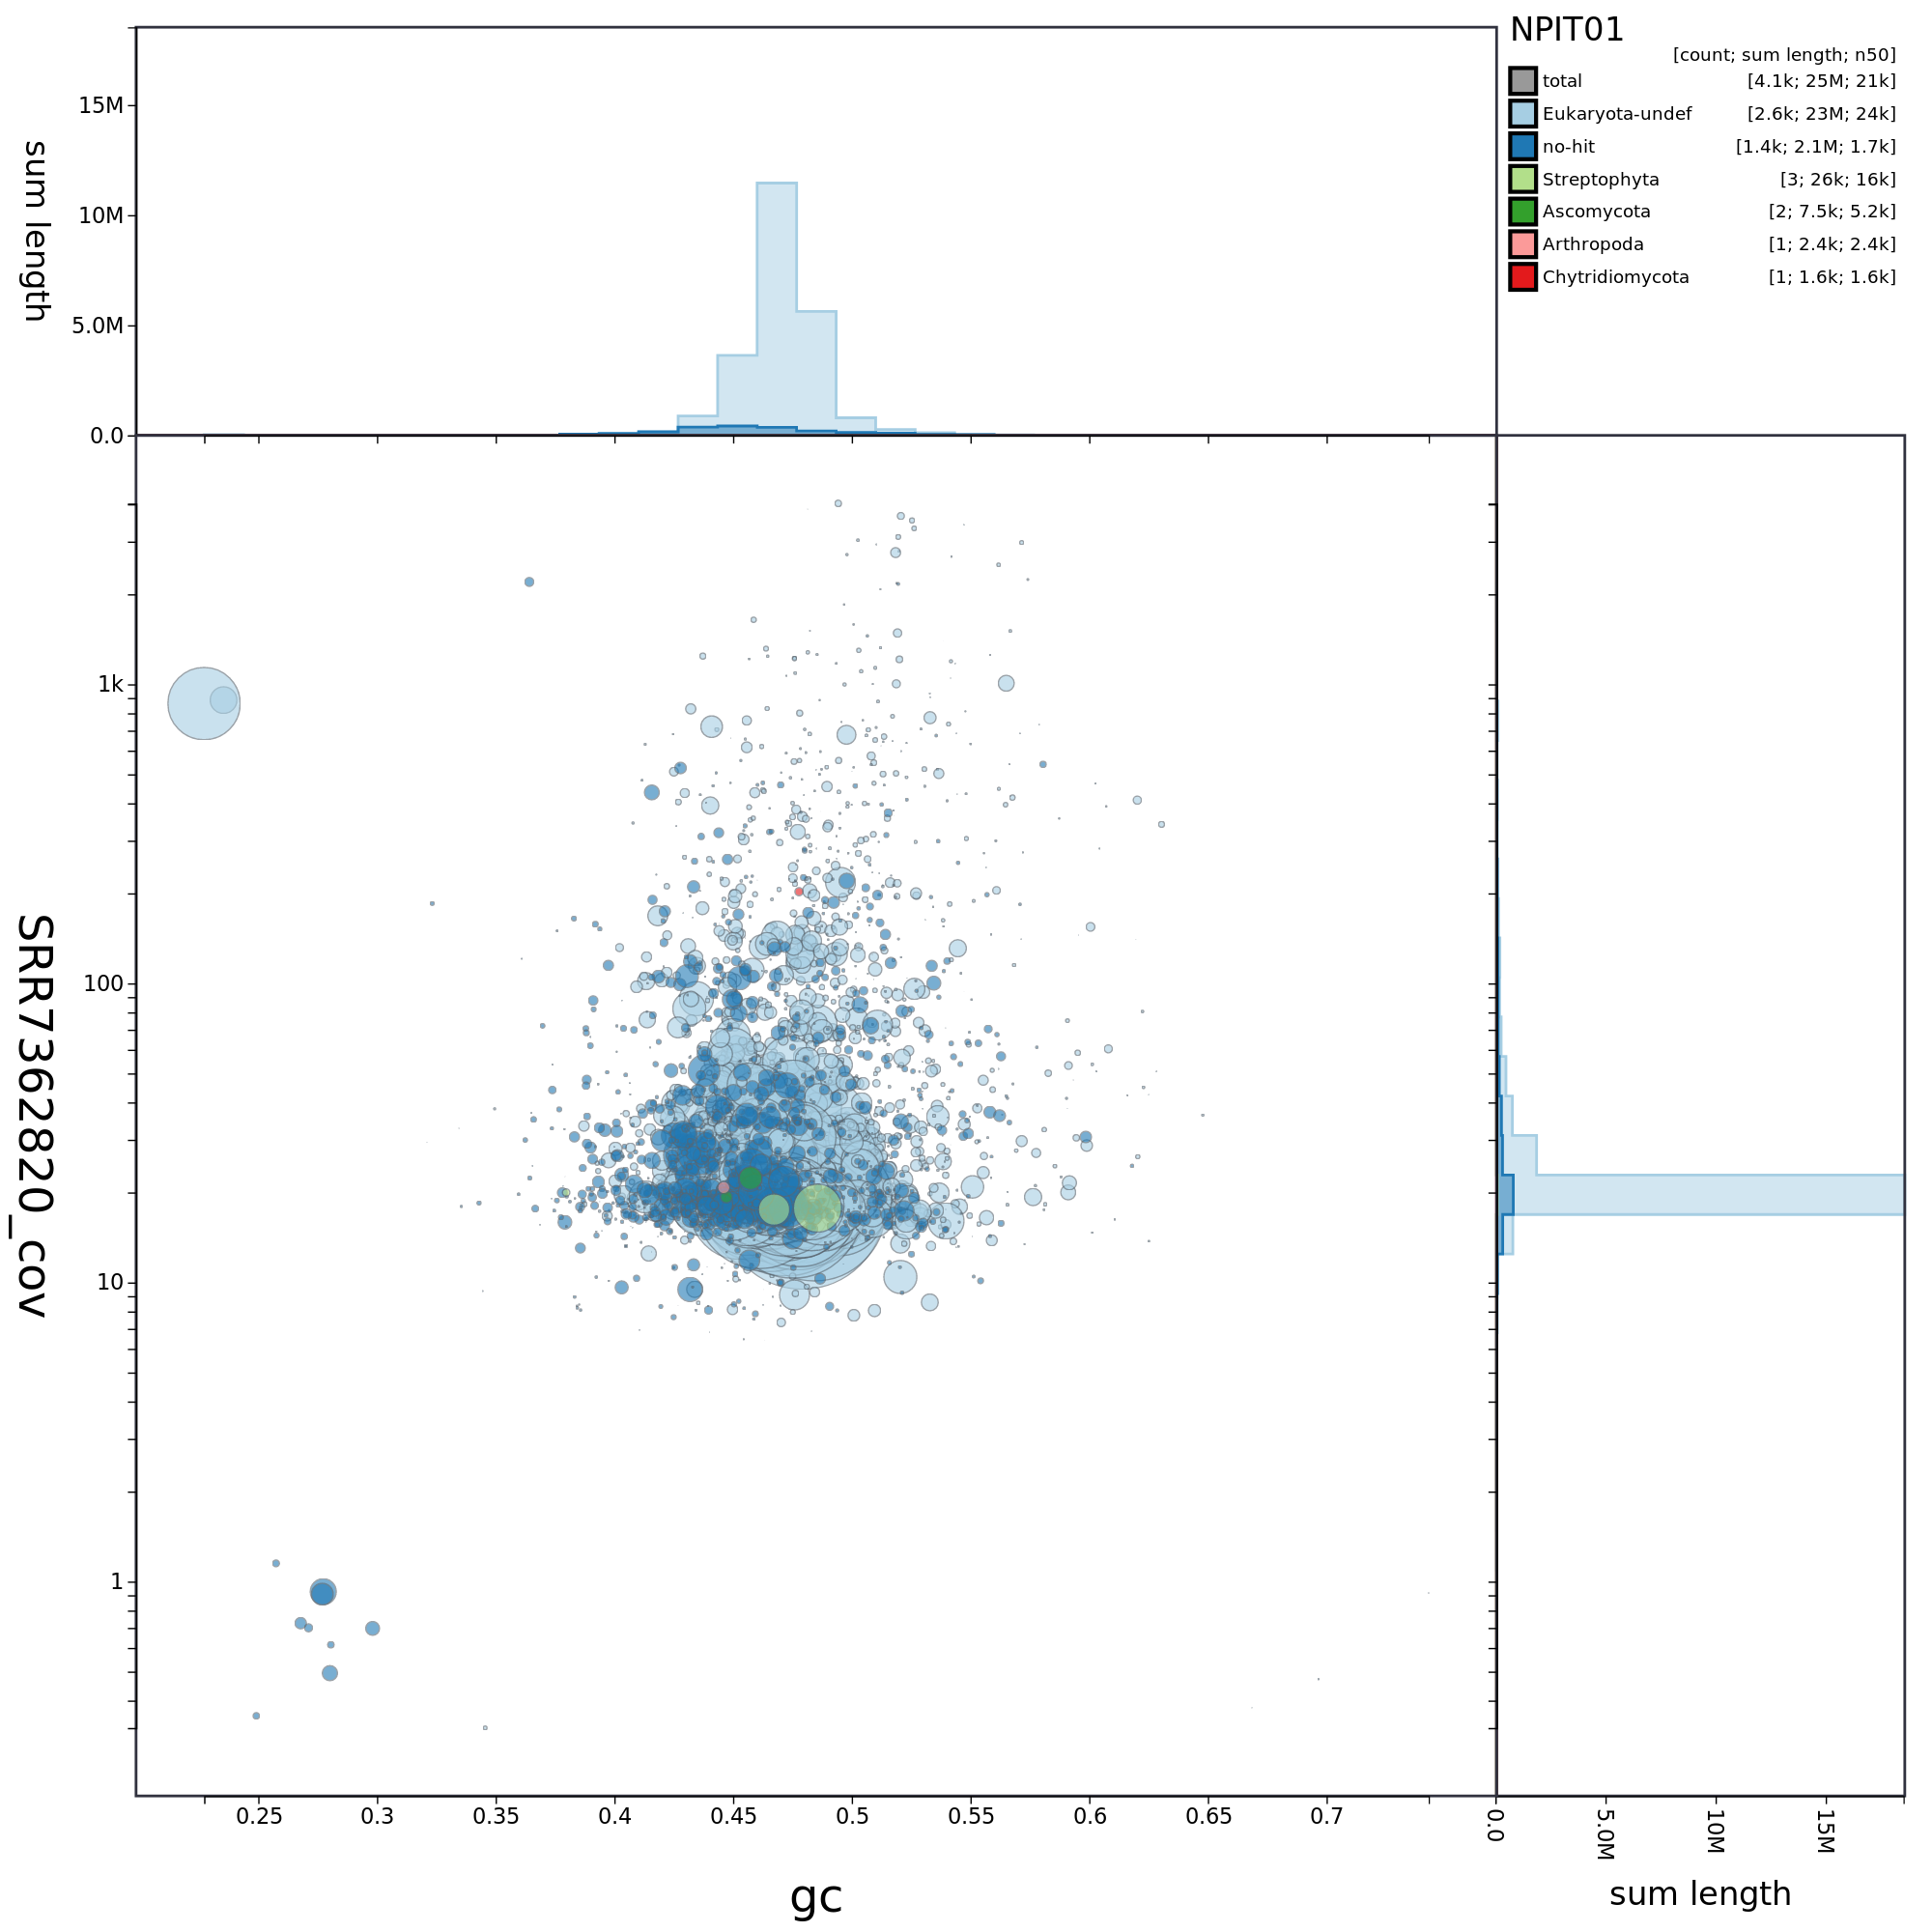 NPIT01
[count; sum length; n50]
total [4.1k; 25M; 21k]
Eukaryota-undef [2.6k; 23M; 24k]
no-hit [1.4k; 2.1M; 1.7k]
Streptophyta [3; 26k; 16k]
Ascomycota [2; 7.5k; 5.2k]
Arthropoda [1; 2.4k; 2.4k]
Chytridiomycota [1; 1.6k; 1.6k]
sum length
15M
10M
5.0M
0.0
SRR7362820_cov
1k
100
10
1
0.25 0.3 0.35 0.4 0.45 0.5 0.55 0.6 0.65 0.7
gc
0.0 5.0M 10M 15M
sum length